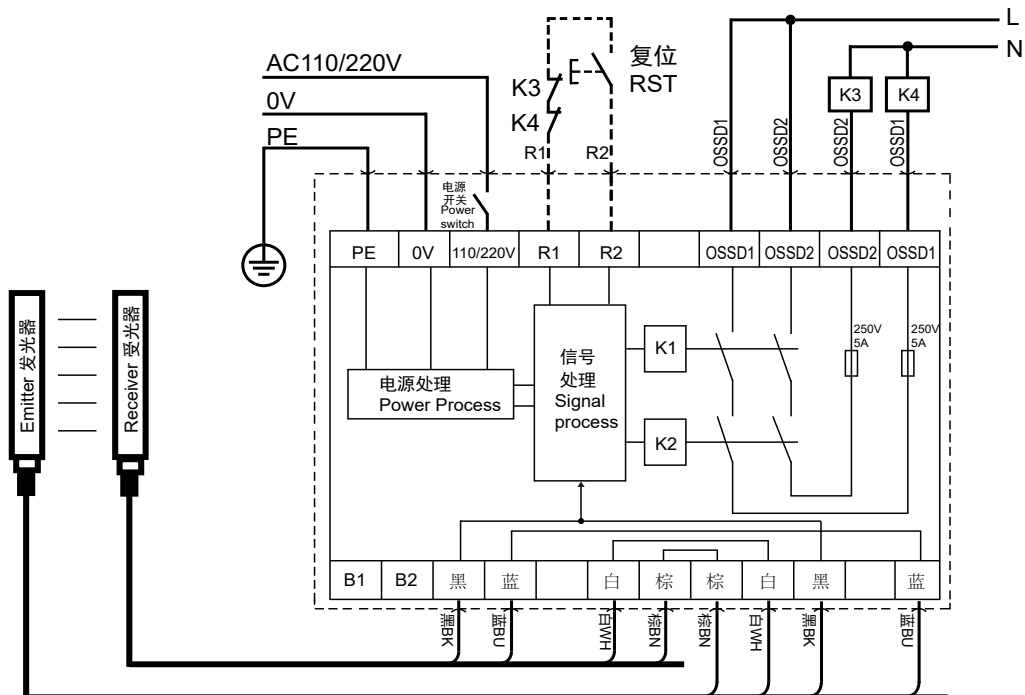 L
N
AC110/220V
0V
PE
K3
K4
复位
RST
R1
R2
OSSD1
OSSD2
OSSD2
OSSD1
K3
K4
电源
开关
Power
switch
PE
0V
110/220V
R1
R2
OSSD1
OSSD2
OSSD2
OSSD1
Emitter 发光器
Receiver 受光器
电源处理
Power Process
信号
处理
Signal
process
K1
K2
250V
5A
250V
5A
B1
B2
黑
蓝
白
棕
棕
白
黑
蓝
黑BK
蓝BU
白WH
棕BN
棕BN
白WH
黑BK
蓝BU